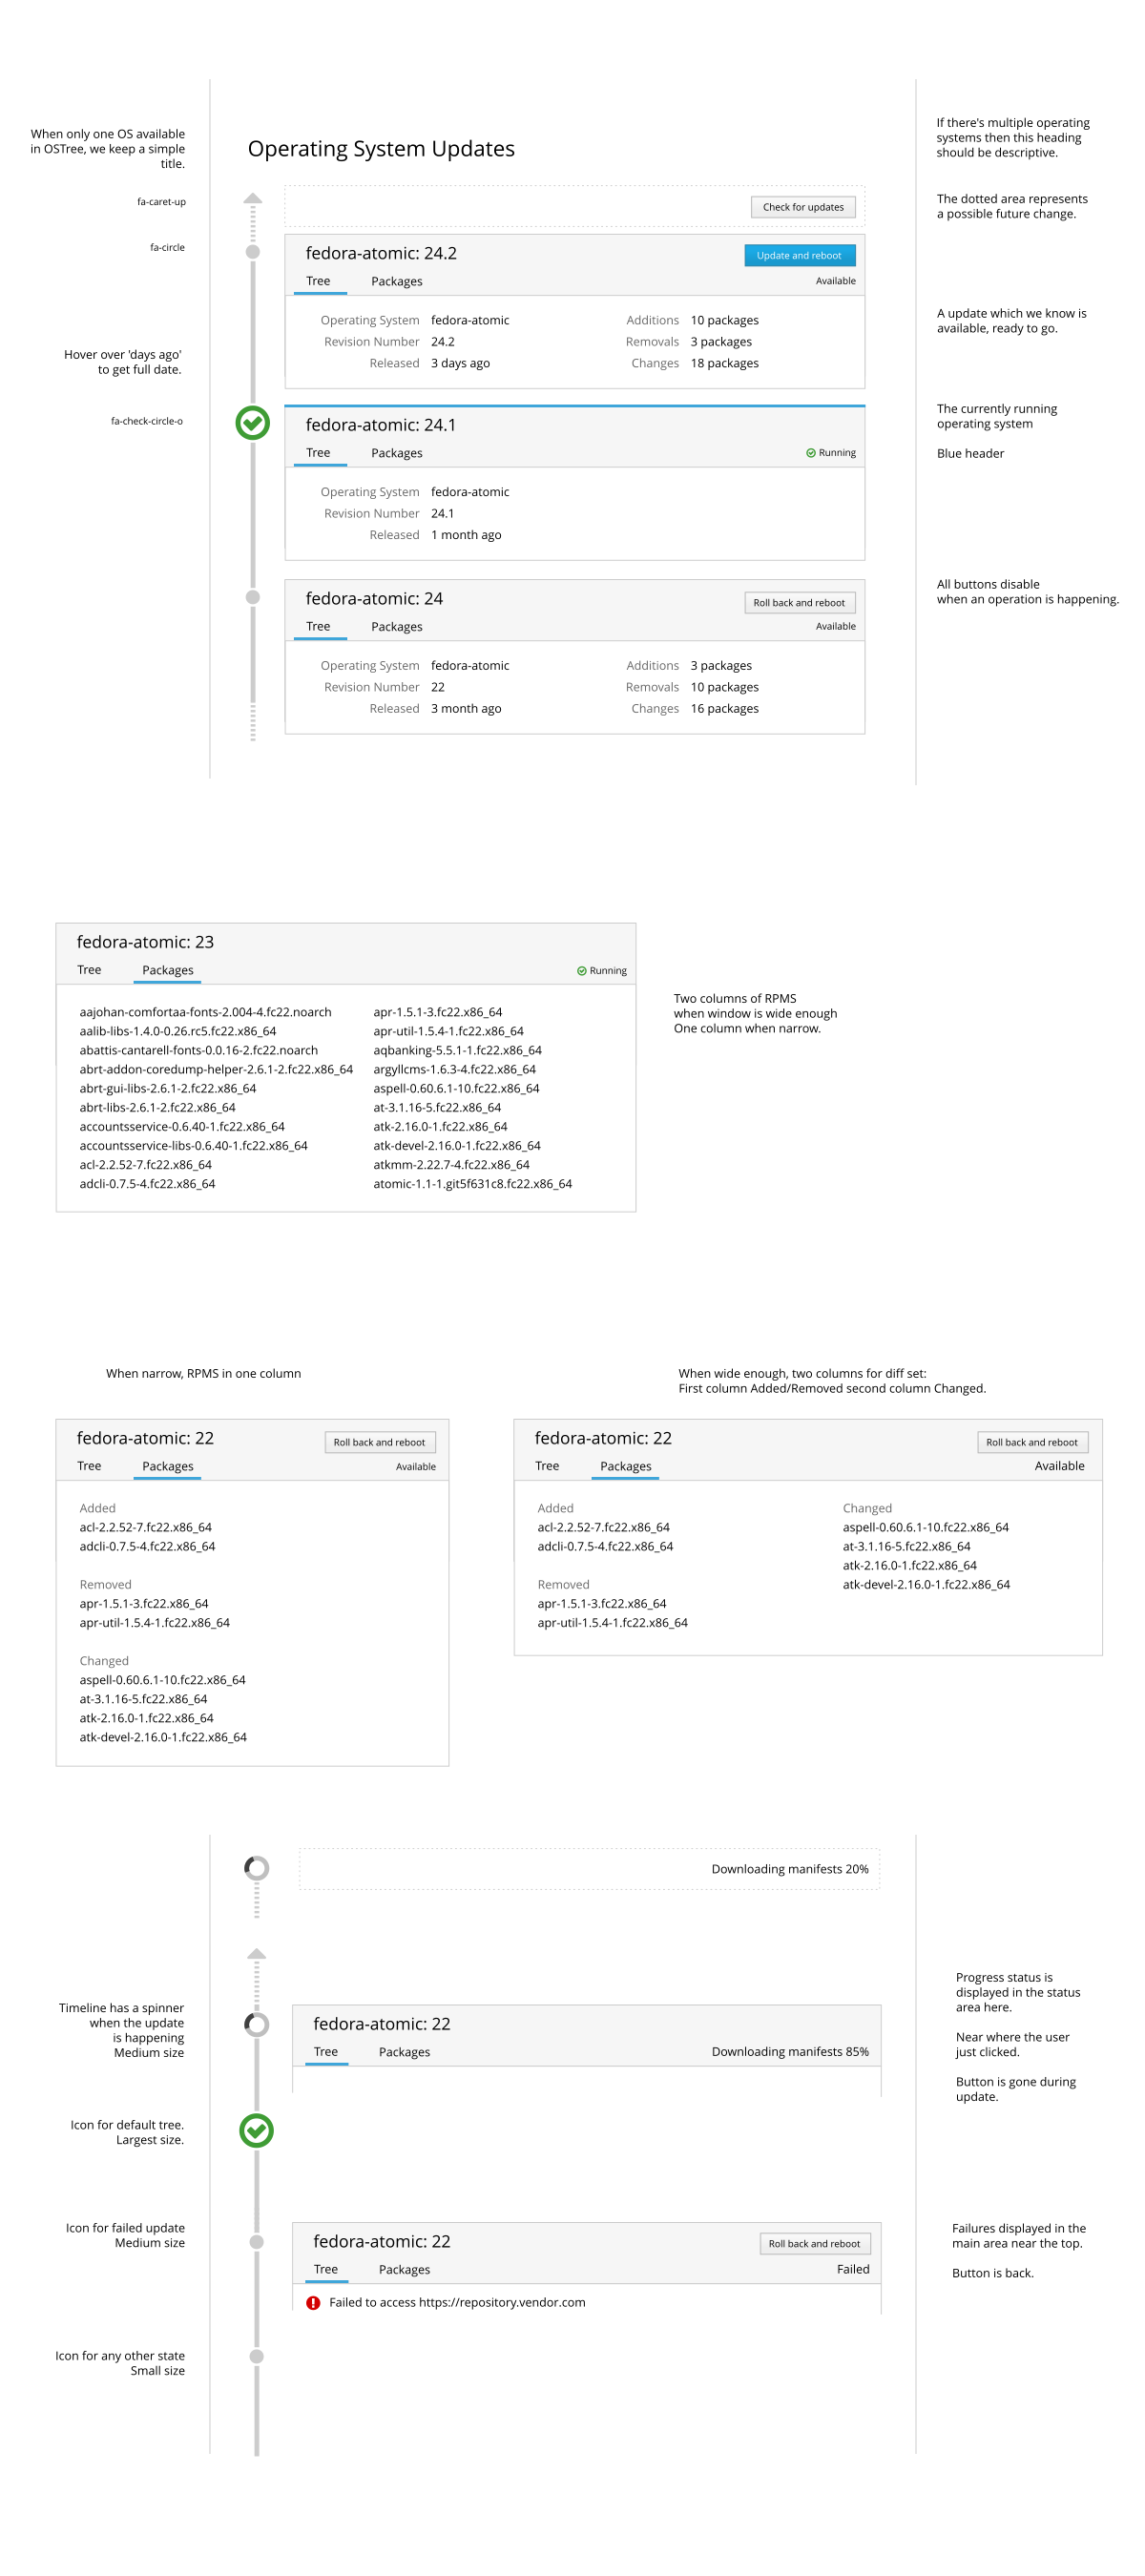 When only one OS available
in OSTree, we keep a simple
title.
Operating System Updates
If there's multiple operating
systems then this heading
should be descriptive.
fa-caret-up
Check for updates
The dotted area represents
a possible future change.
fa-circle
fedora-atomic: 24.2
Update and reboot
Tree Packages Available
Operating System fedora-atomic Additions 10 packages
Revision Number 24.2 Removals 3 packages
Released 3 days ago Changes 18 packages
A update which we know is
available, ready to go.
Hover over 'days ago'
to get full date.
fa-check-circle-o
fedora-atomic: 24.1
Tree Packages Running
Operating System fedora-atomic
Revision Number 24.1
Released 1 month ago
The currently running
operating system
Blue header
fedora-atomic: 24
Roll back and reboot
Tree Packages Available
Operating System fedora-atomic Additions 3 packages
Revision Number 22 Removals 10 packages
Released 3 month ago Changes 16 packages
All buttons disable
when an operation is happening.
fedora-atomic: 23
Tree Packages Running
aajohan-comfortaa-fonts-2.004-4.fc22.noarch
aalib-libs-1.4.0-0.26.rc5.fc22.x86_64
abattis-cantarell-fonts-0.0.16-2.fc22.noarch
abrt-addon-coredump-helper-2.6.1-2.fc22.x86_64
abrt-gui-libs-2.6.1-2.fc22.x86_64
abrt-libs-2.6.1-2.fc22.x86_64
accountsservice-0.6.40-1.fc22.x86_64
accountsservice-libs-0.6.40-1.fc22.x86_64
acl-2.2.52-7.fc22.x86_64
adcli-0.7.5-4.fc22.x86_64
apr-1.5.1-3.fc22.x86_64
apr-util-1.5.4-1.fc22.x86_64
aqbanking-5.5.1-1.fc22.x86_64
argyllcms-1.6.3-4.fc22.x86_64
aspell-0.60.6.1-10.fc22.x86_64
at-3.1.16-5.fc22.x86_64
atk-2.16.0-1.fc22.x86_64
atk-devel-2.16.0-1.fc22.x86_64
atkmm-2.22.7-4.fc22.x86_64
atomic-1.1-1.git5f631c8.fc22.x86_64
Two columns of RPMS
when window is wide enough
One column when narrow.
When narrow, RPMS in one column
fedora-atomic: 22
Roll back and reboot
Tree Packages Available
Added
acl-2.2.52-7.fc22.x86_64
adcli-0.7.5-4.fc22.x86_64
Removed
apr-1.5.1-3.fc22.x86_64
apr-util-1.5.4-1.fc22.x86_64
Changed
aspell-0.60.6.1-10.fc22.x86_64
at-3.1.16-5.fc22.x86_64
atk-2.16.0-1.fc22.x86_64
atk-devel-2.16.0-1.fc22.x86_64
When wide enough, two columns for diff set:
First column Added/Removed second column Changed.
fedora-atomic: 22
Roll back and reboot
Tree Packages Available
Added
acl-2.2.52-7.fc22.x86_64
adcli-0.7.5-4.fc22.x86_64
Removed
apr-1.5.1-3.fc22.x86_64
apr-util-1.5.4-1.fc22.x86_64
Changed
aspell-0.60.6.1-10.fc22.x86_64
at-3.1.16-5.fc22.x86_64
atk-2.16.0-1.fc22.x86_64
atk-devel-2.16.0-1.fc22.x86_64
Downloading manifests 20%
Timeline has a spinner
when the update
is happening
Medium size
fedora-atomic: 22
Tree Packages Downloading manifests 85%
Progress status is
displayed in the status
area here.
Near where the user
just clicked.
Button is gone during
update.
Icon for default tree.
Largest size.
Icon for failed update
Medium size
fedora-atomic: 22
Roll back and reboot
Tree Packages Failed
Failed to access https://repository.vendor.com
Failures displayed in the
main area near the top.
Button is back.
Icon for any other state
Small size